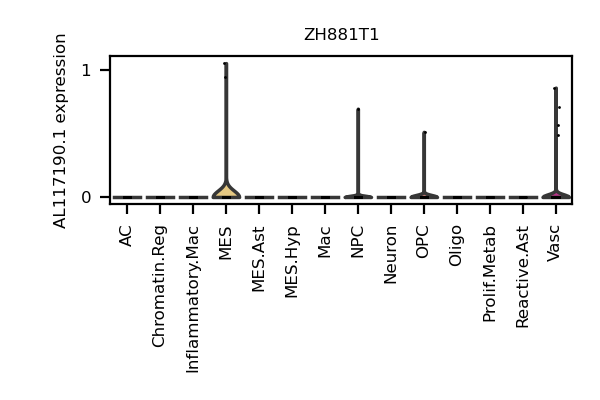 ZH881T1
AL117190.1 expression
1
0
AC
Chromatin.Reg
Inflammatory.Mac
MES
MES.Ast
MES.Hyp
Mac
NPC
Neuron
OPC
Oligo
Prolif.Metab
Reactive.Ast
Vasc